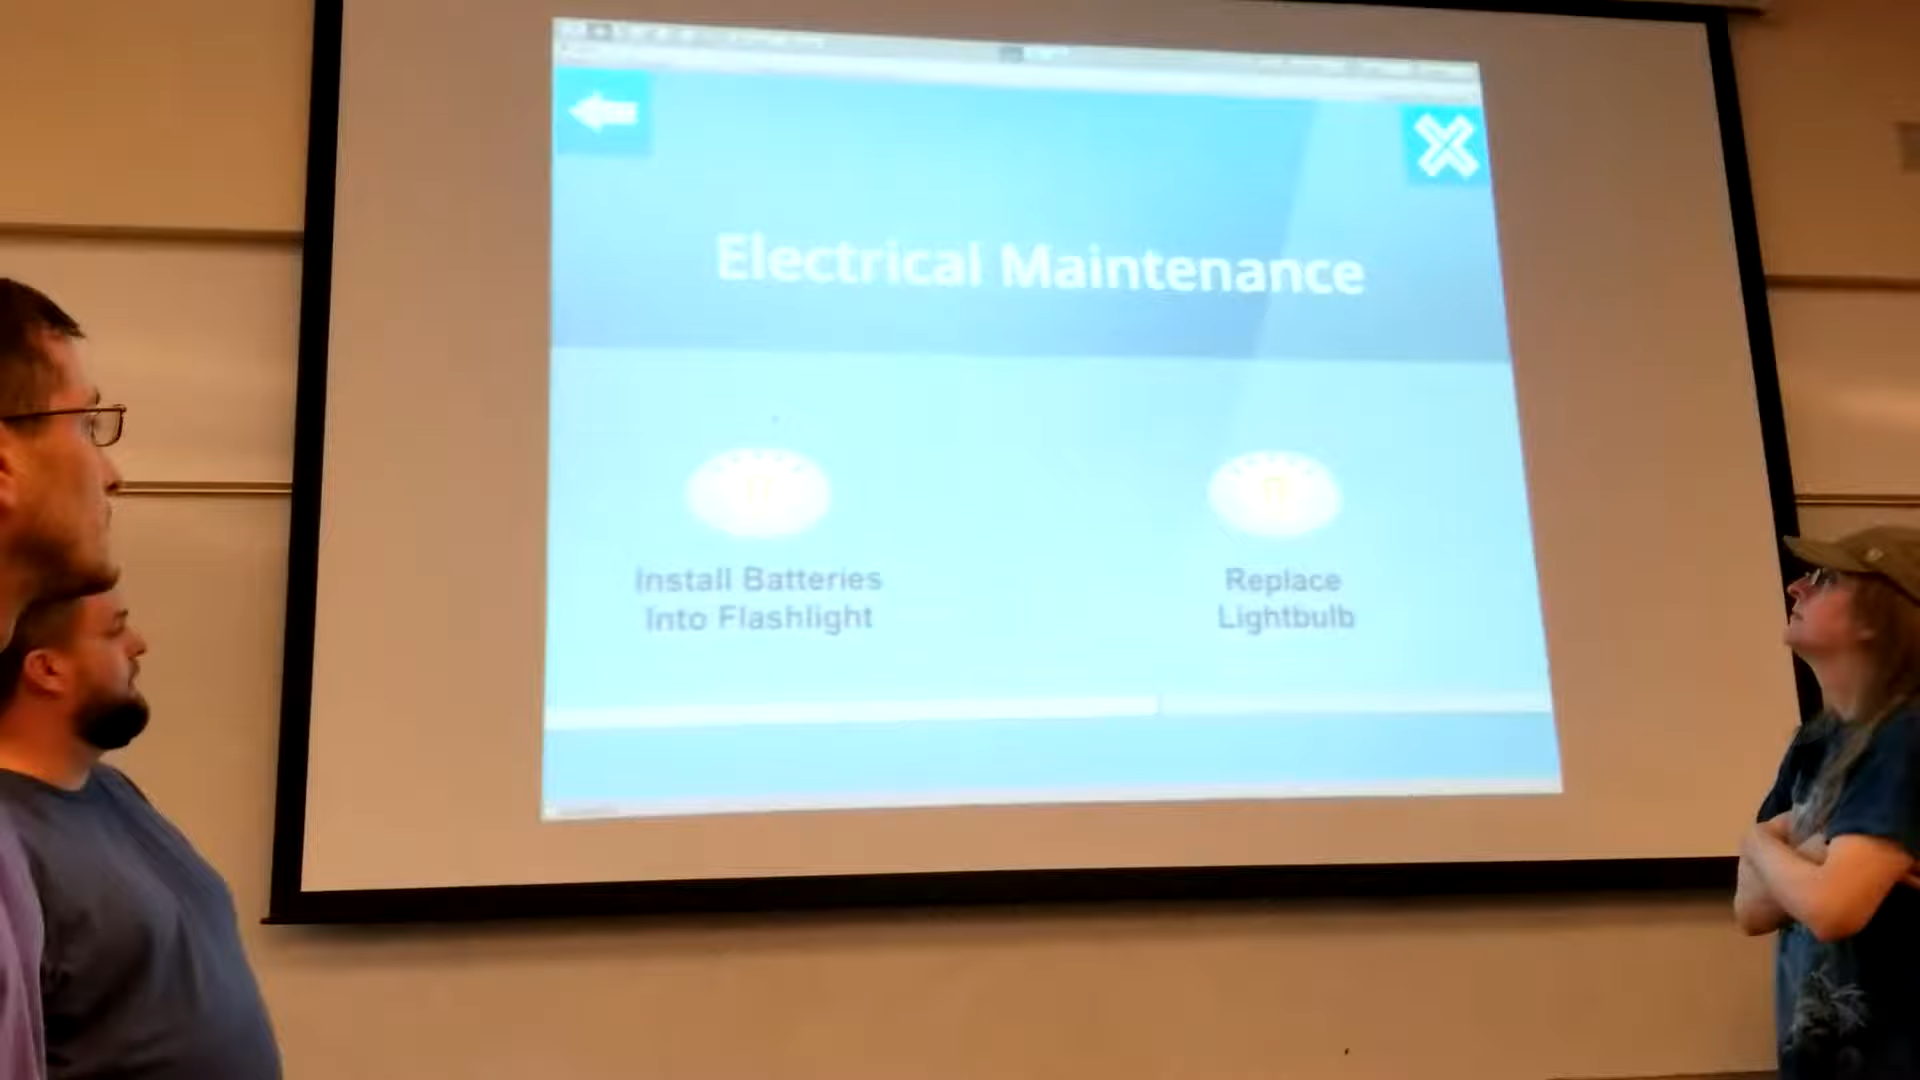 Electrical Maintenance
Install Batteries
Into Flashlight
Replace
Lightbulb